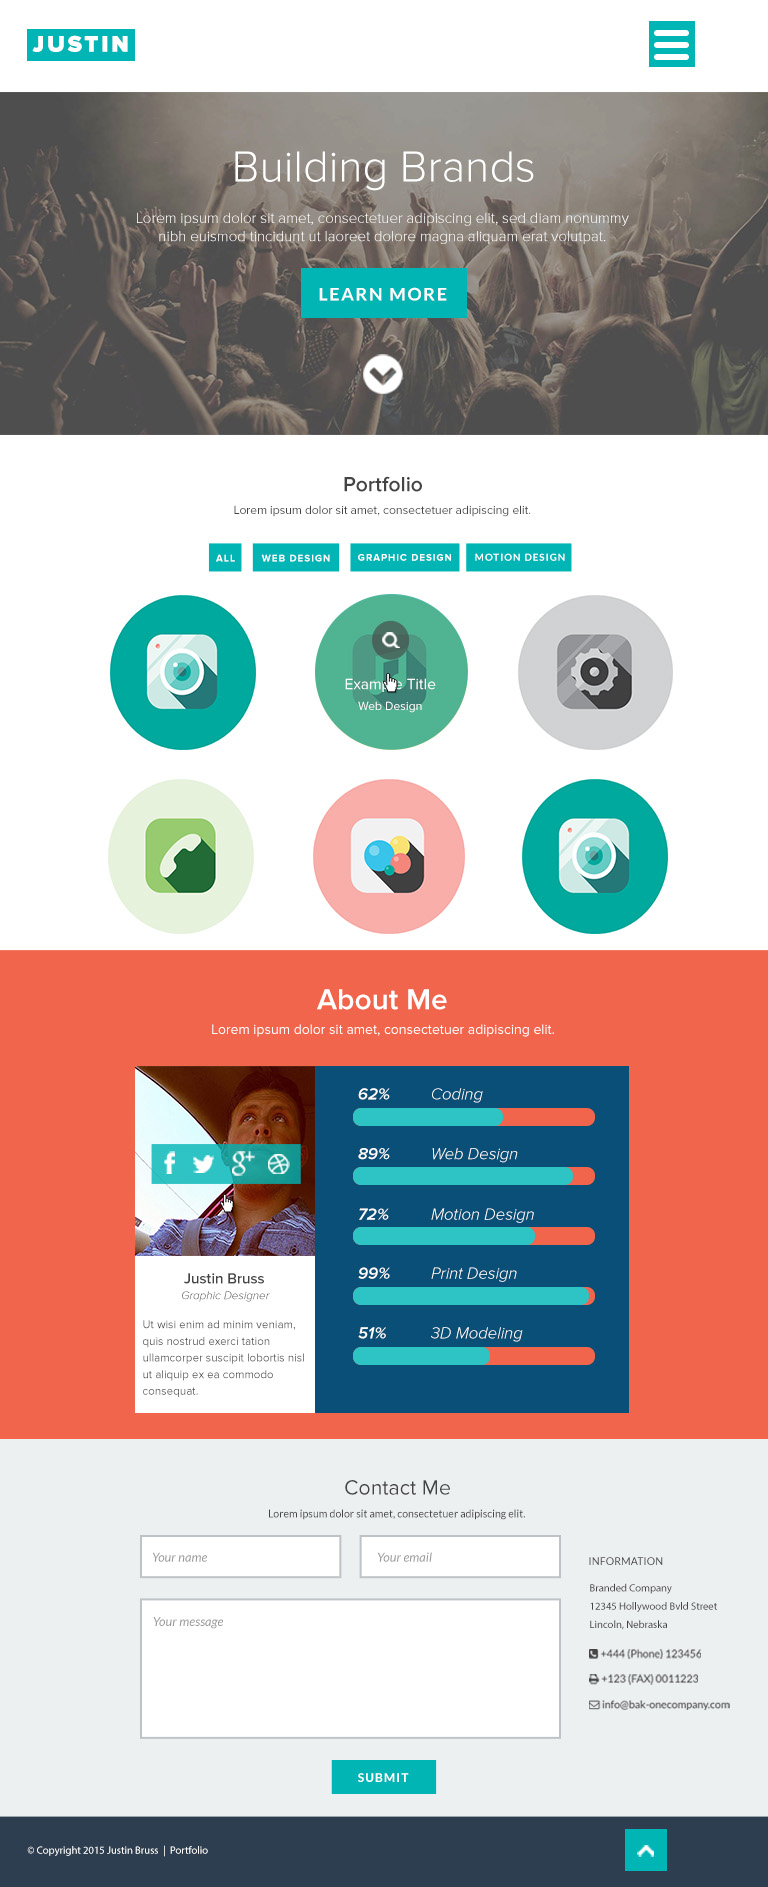 JUSTIN
Building Brands
Lorem ipsum dolor sit amet, consectetuer adipiscing elit, sed diam nonummy
nibh euismod tincidunt ut laoreet dolore magna aliquam erat volutpat.
LEARN MORE
Portfolio
Lorem ipsum dolor sit amet, consectetuer adipiscing elit.
ALL WEB DESIGN GRAPHIC DESIGN MOTION DESIGN
Example Title
Web Design
About Me
Lorem ipsum dolor sit amet, consectetuer adipiscing elit.
Justin Bruss
Graphic Designer
Ut wisi enim ad minim veniam,
quis nostrud exerci tation
ullamcorper suscipit lobortis nisl
ut aliquip ex ea commodo
consequat.
62% Coding
89% Web Design
72% Motion Design
99% Print Design
51% 3D Modeling
Contact Me
Lorem ipsum dolor sit amet, consectetuer adipiscing elit.
Your name
Your email
Your message
SUBMIT
INFORMATION
Branded Company
12345 Hollywood Bvld Street
Lincoln, Nebraska
+444 (Phone) 123456
+123 (FAX) 0011223
info@bak-onecompany.com
© Copyright 2015 Justin Bruss | Portfolio